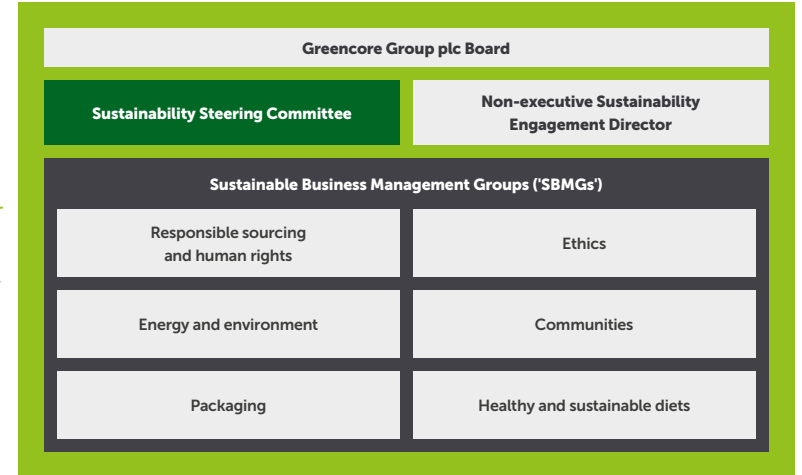 Greencore Group plc Board
Sustainability Steering Committee
Non-executive Sustainability
Engagement Director
Sustainable Business Management Groups ('SBMGs')
Responsible sourcing
and human rights
Ethics
Energy and environment
Communities
Packaging
Healthy and sustainable diets